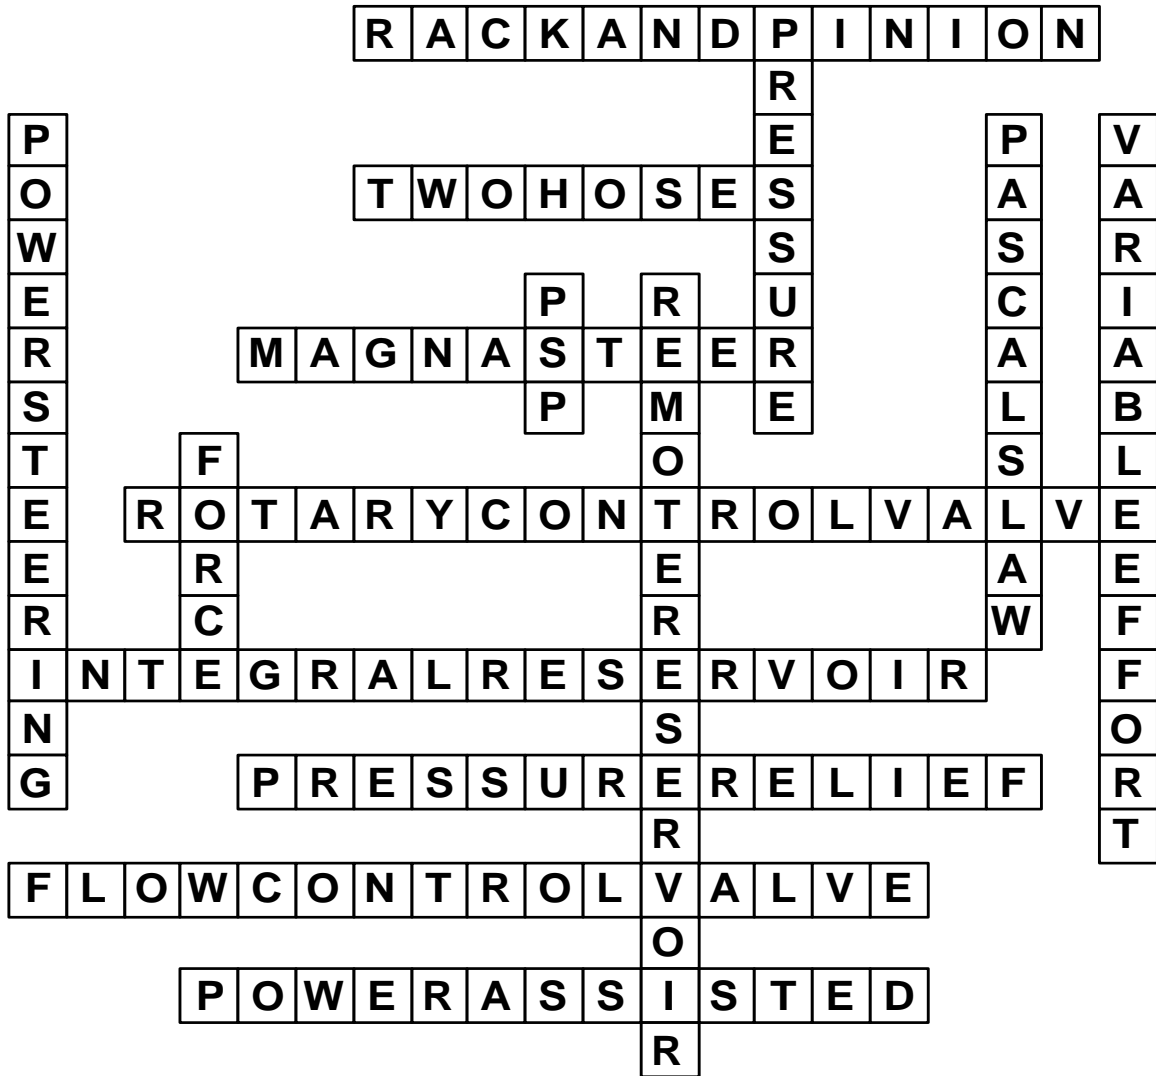 RACKANDPINION
PRESSURE
POWERSTEERING
PASCALSLAW
VARIABLEEFFORT
TWOHOSES
PSP
REMOTERESERVOIR
MAGNASTEER
FORCE
ROTARYCONTROLVALVE
INTEGRALRESERVOIR
PRESSURERELIEF
FLOWCONTROLVALVE
POWERASSISTED